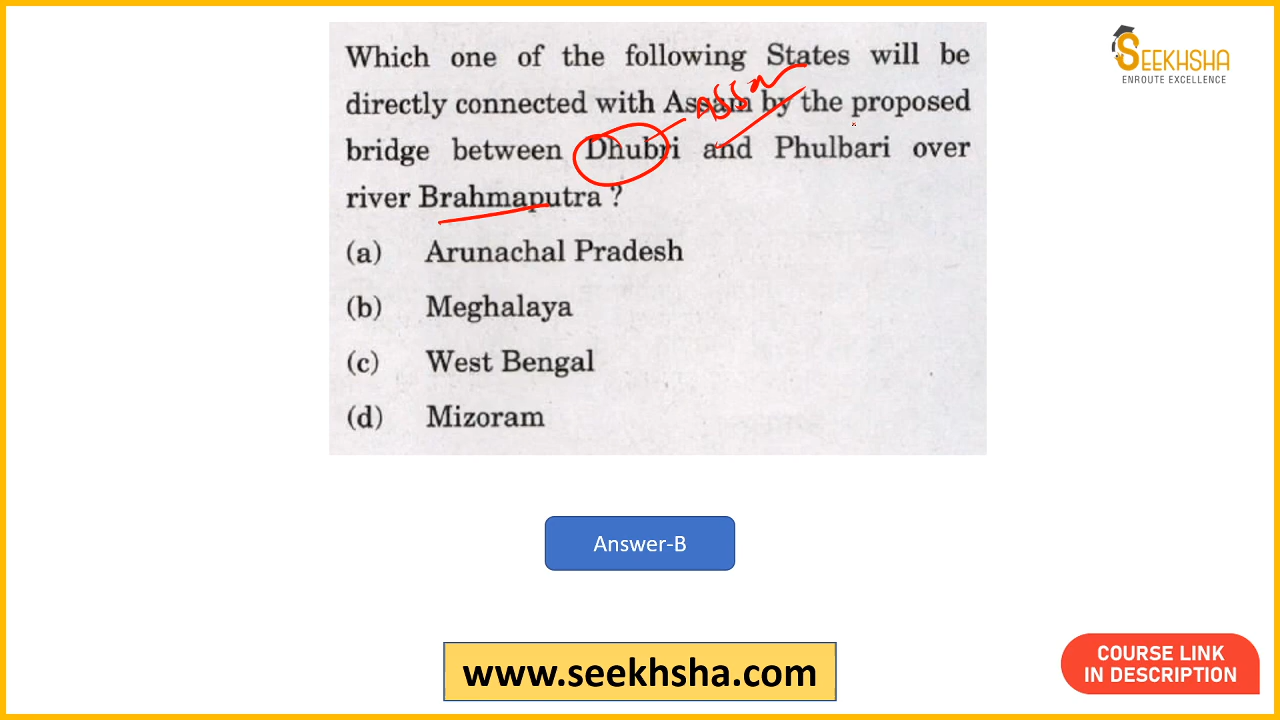 SEEKHSHA
ENROUTE EXCELLENCE
Which one of the following States will be
directly connected with Assam by the proposed
bridge between Dhubri and Phulbari over
river Brahmaputra ?
Assam
(a) Arunachal Pradesh
(b) Meghalaya
(c) West Bengal
(d) Mizoram
Answer-B
www.seekhsha.com
COURSE LINK
IN DESCRIPTION